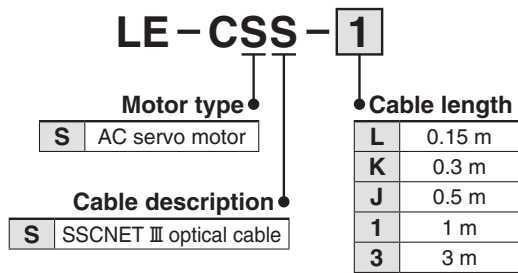 LE – CSS – 1
Motor type
S AC servo motor
Cable description
S SSCNET Ⅲ optical cable
Cable length
L 0.15 m
K 0.3 m
J 0.5 m
1 1 m
3 3 m